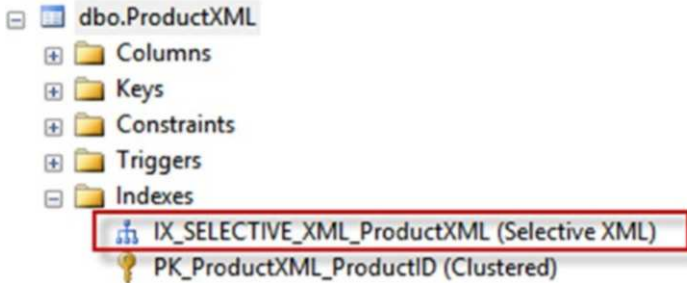 dbo.ProductXML
Columns
Keys
Constraints
Triggers
Indexes
IX_SELECTIVE_XML_ProductXML (Selective XML)
PK_ProductXML_ProductID (Clustered)